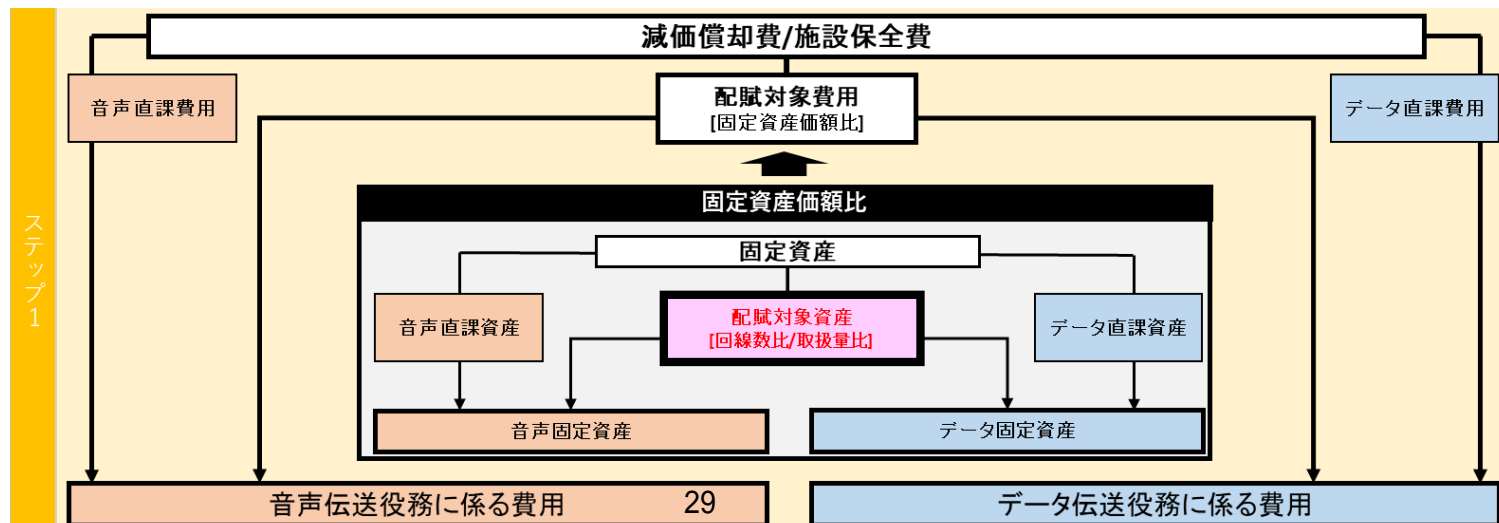 ステップ1
減価償却費/施設保全費
音声直課費用
配賦対象費用
[固定資産価額比]
データ直課費用
固定資産価額比
固定資産
音声直課資産
配賦対象資産
[回線数比/取扱量比]
データ直課資産
音声固定資産
データ固定資産
音声伝送役務に係る費用
29
データ伝送役務に係る費用